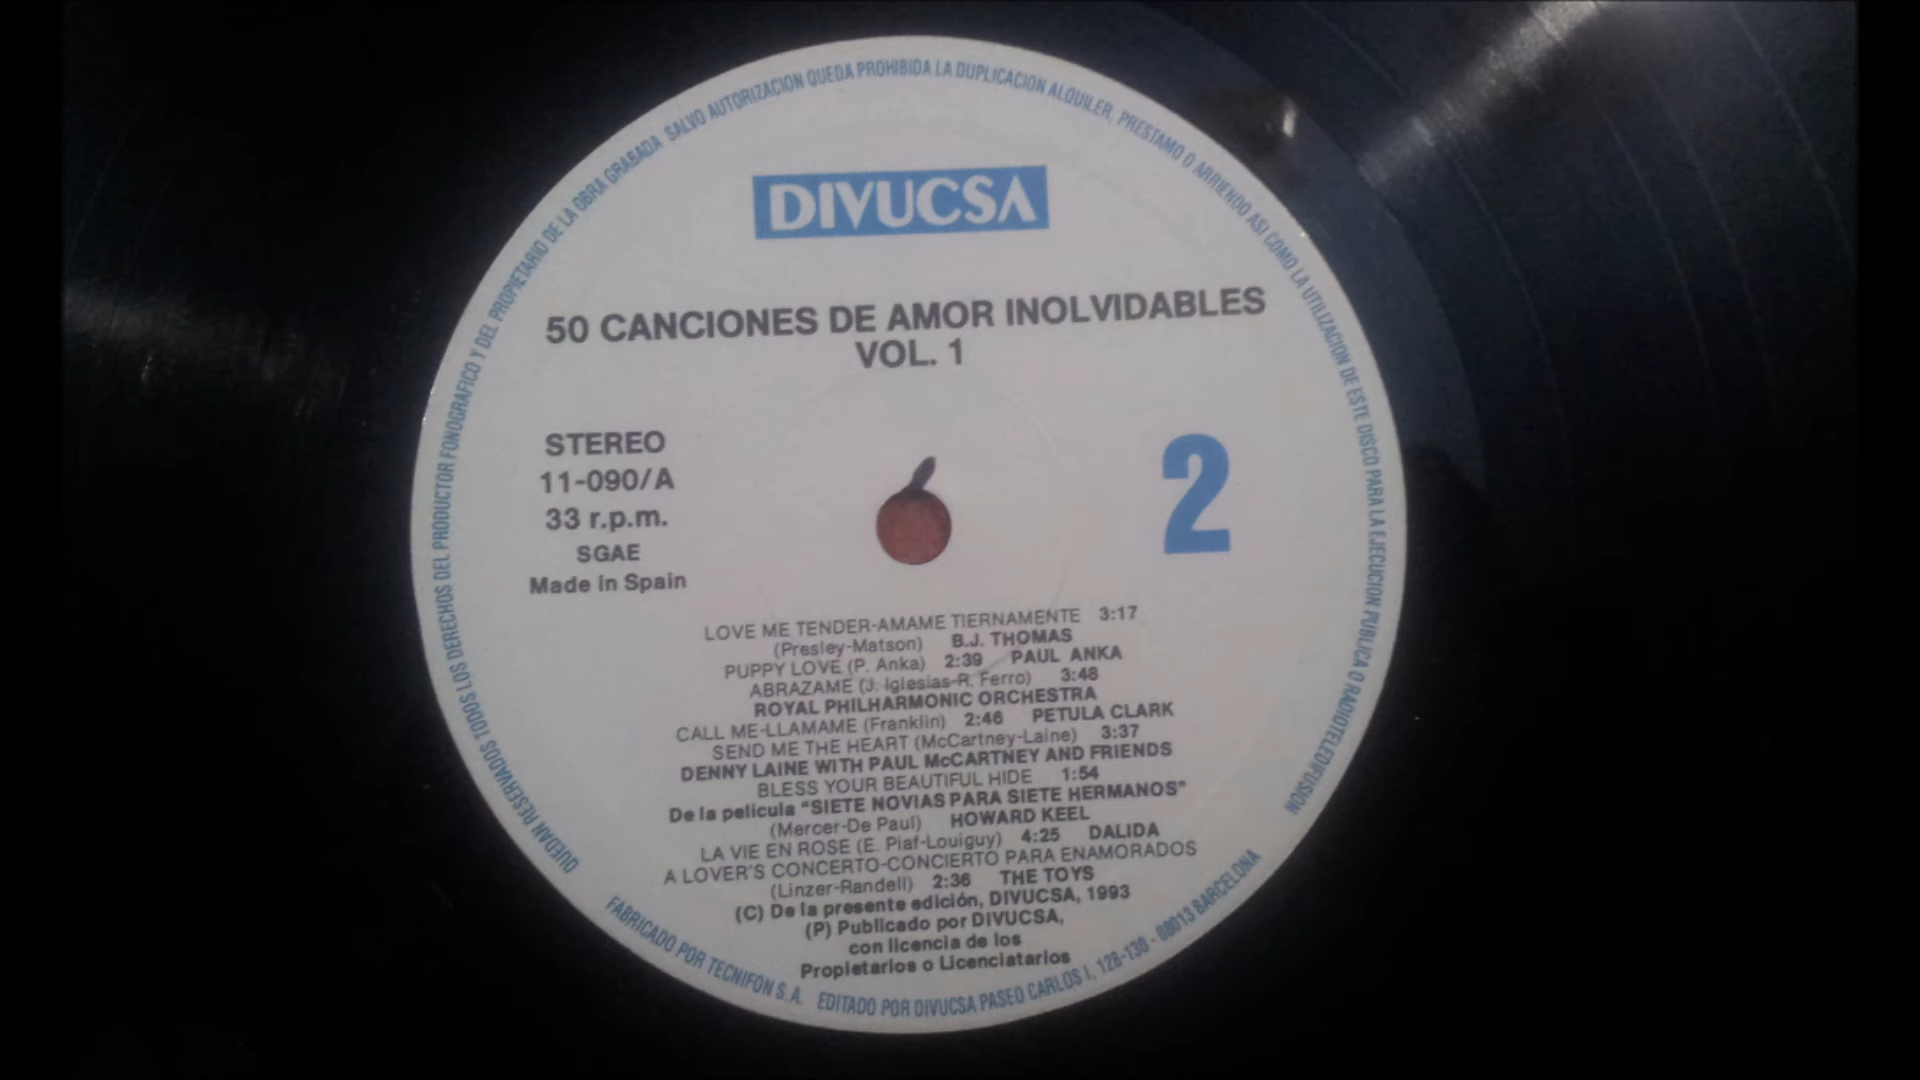 QUEDAN RESERVADOS TODOS LOS DERECHOS DEL PRODUCTOR FONOGRAFICO Y DEL PROPIETARIO DE LA OBRA GRABADA SALVO AUTORIZACION QUEDA PROHIBIDA LA DUPLICACION ALQUILER, PRESTAMO O ARRIENDO ASI COMO LA UTILIZACION DE ESTE DISCO PARA LA EJECUCION PUBLICA O RADIOTELEDIFUSION
DIVUCSA
50 CANCIONES DE AMOR INOLVIDABLES
VOL. 1
STEREO
11-090/A
33 r.p.m.
SGAE
Made in Spain
2
LOVE ME TENDER-AMAME TIERNAMENTE 3:17
(Presley-Matson) B.J. THOMAS
PUPPY LOVE (P. Anka) 2:39 PAUL ANKA
ABRAZAME (J. Iglesias-R. Ferro) 3:48
ROYAL PHILHARMONIC ORCHESTRA
CALL ME-LLAMAME (Franklin) 2:46 PETULA CLARK
SEND ME THE HEART (McCartney-Laine) 3:37
DENNY LAINE WITH PAUL McCARTNEY AND FRIENDS
BLESS YOUR BEAUTIFUL HIDE 1:54
De la película "SIETE NOVIAS PARA SIETE HERMANOS"
(Mercer-De Paul) HOWARD KEEL
LA VIE EN ROSE (E. Piaf-Louiguy) 4:25 DALIDA
A LOVER'S CONCERTO-CONCIERTO PARA ENAMORADOS
(Linzer-Randell) 2:36 THE TOYS
(C) De la presente edición, DIVUCSA, 1993
(P) Publicado por DIVUCSA,
con licencia de los
Propietarios o Licenciatarios
FABRICADO POR TECNIFON S.A. EDITADO POR DIVUCSA PASEO CARLOS I, 128-130 - 08013 BARCELONA